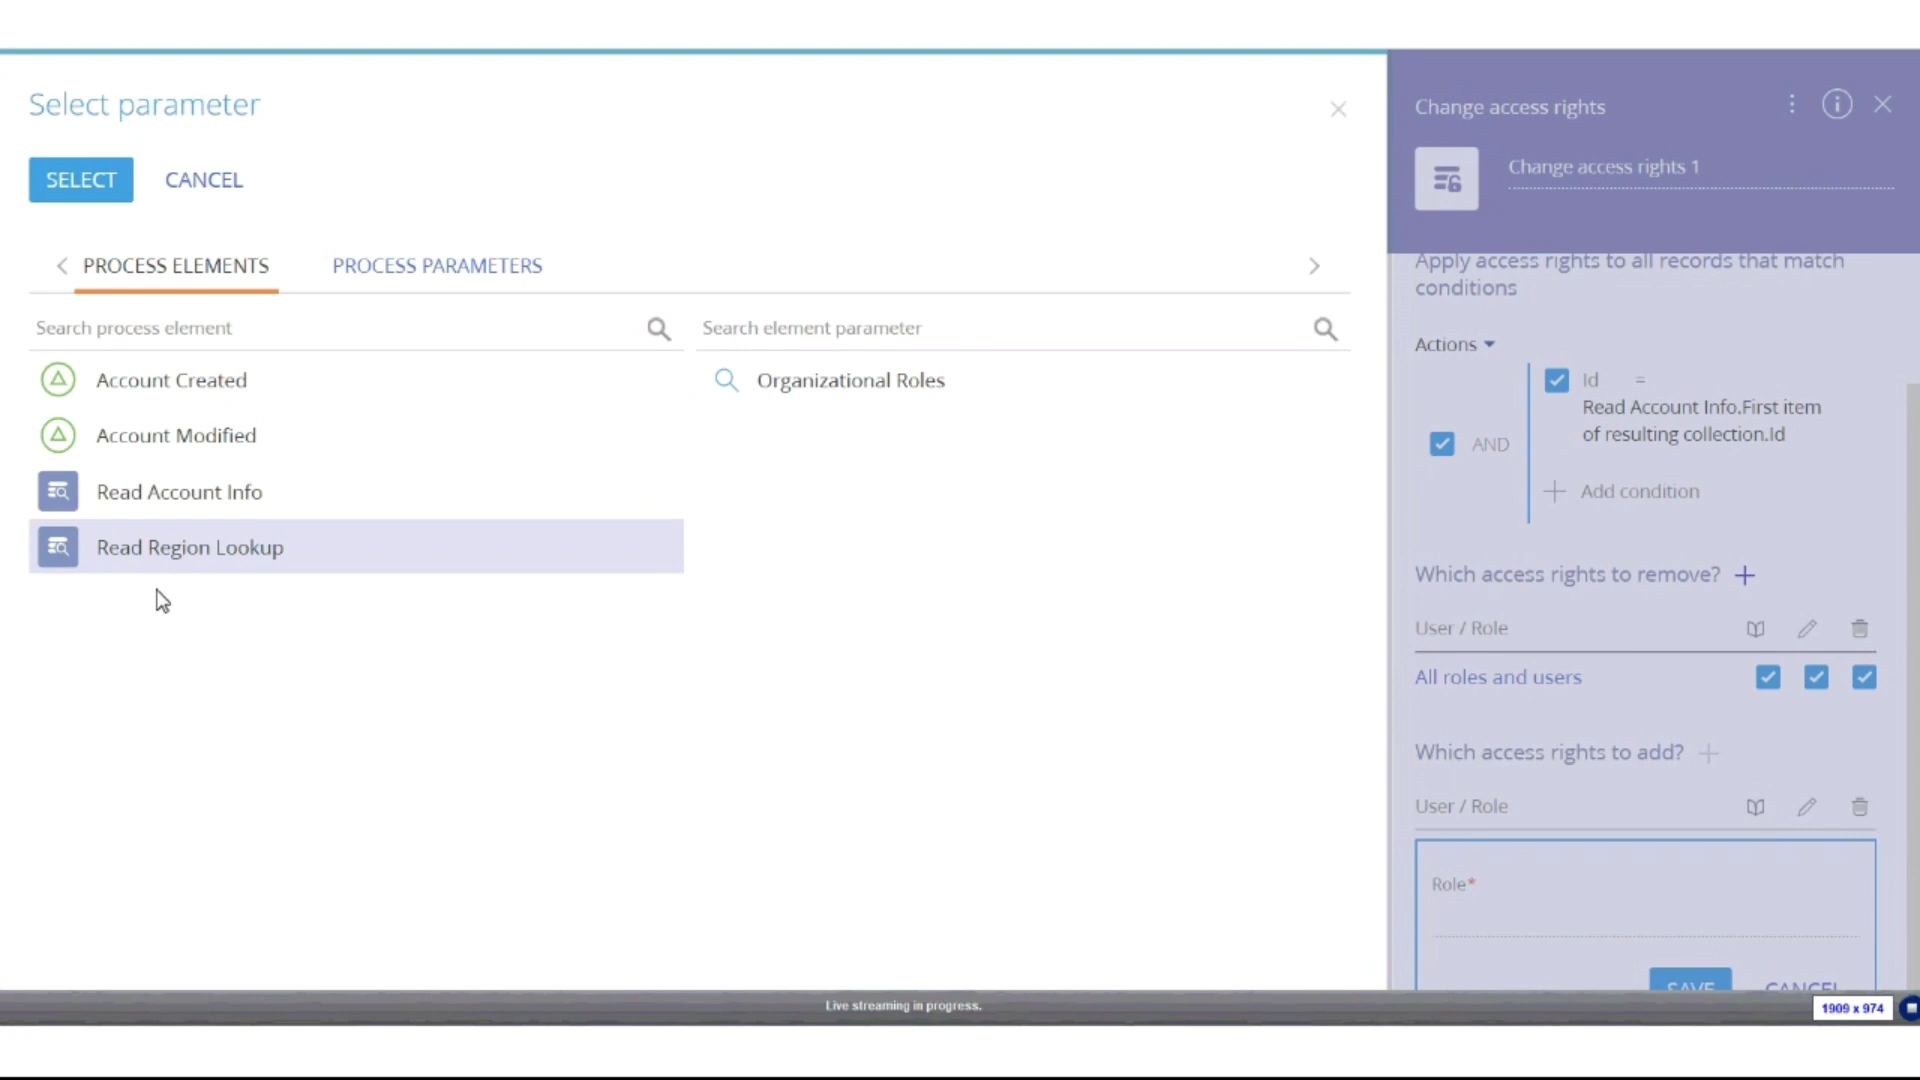 Select parameter
SELECT
CANCEL
PROCESS ELEMENTS
PROCESS PARAMETERS
Search process element
Search element parameter
Account Created
Account Modified
Read Account Info
Read Region Lookup
Organizational Roles
Change access rights
Change access rights 1
Apply access rights to all records that match
conditions
Actions
Id =
Read Account Info.First item
of resulting collection.Id
AND
Add condition
Which access rights to remove?
User / Role
All roles and users
Which access rights to add?
User / Role
Role*
SAVE
CANCEL
Live streaming in progress.
1909 x 974